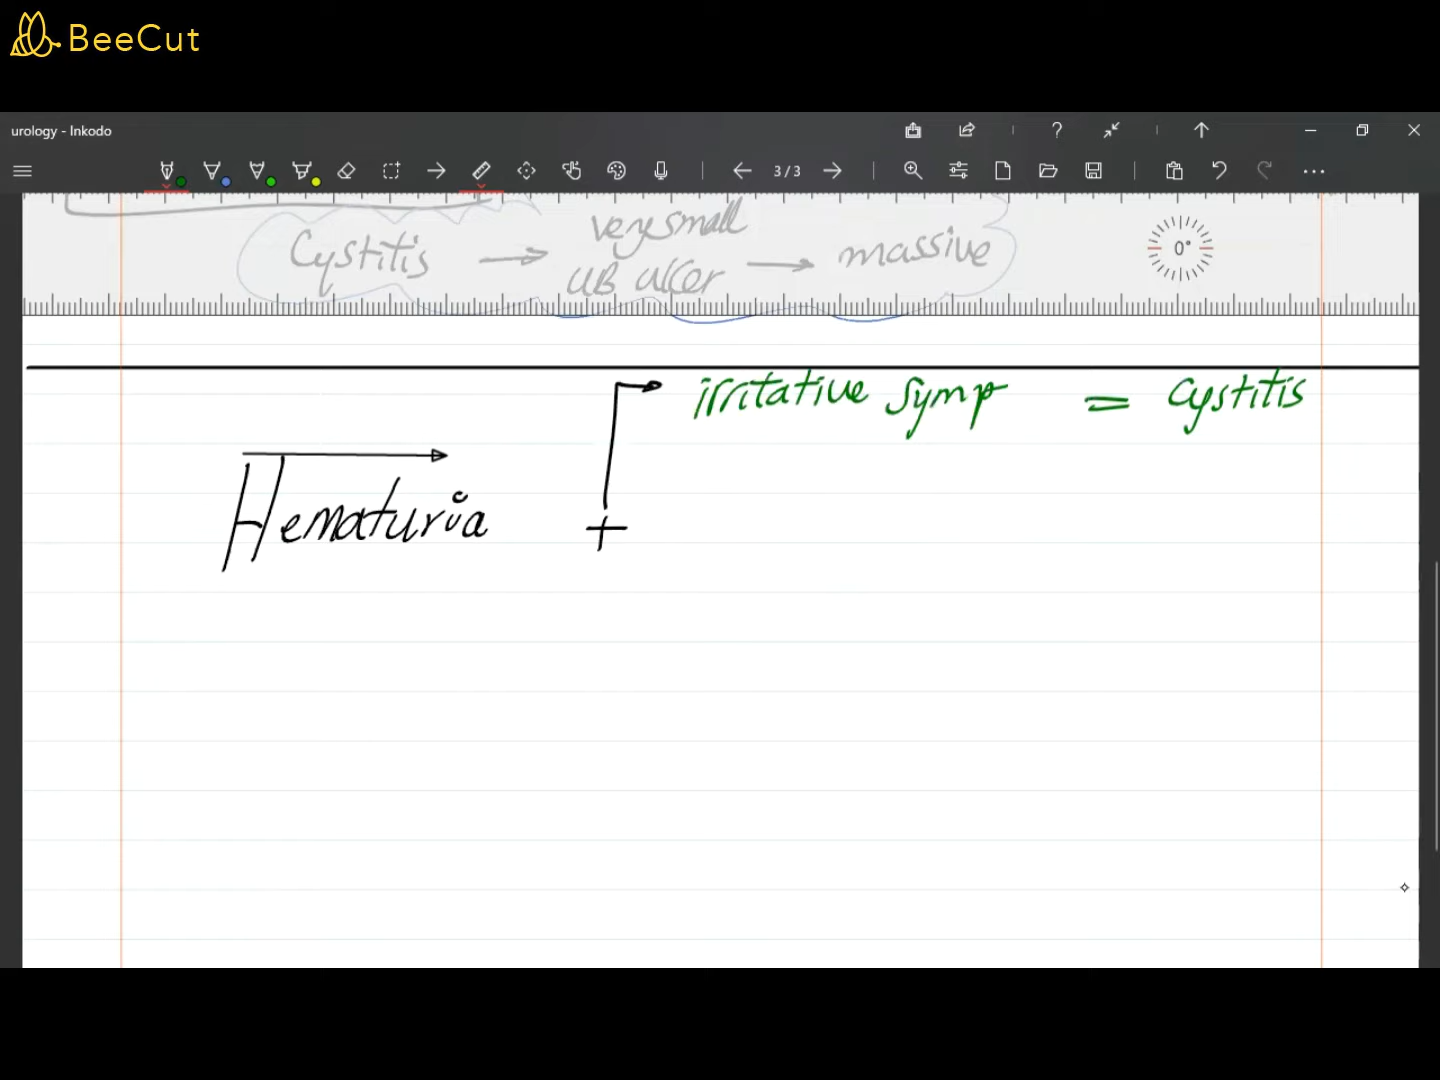 BeeCut
urology - Inkodo
3/3
very small
Cystitis → UB ulcer → massive
0°
irritative symp = cystitis
Hematuria +